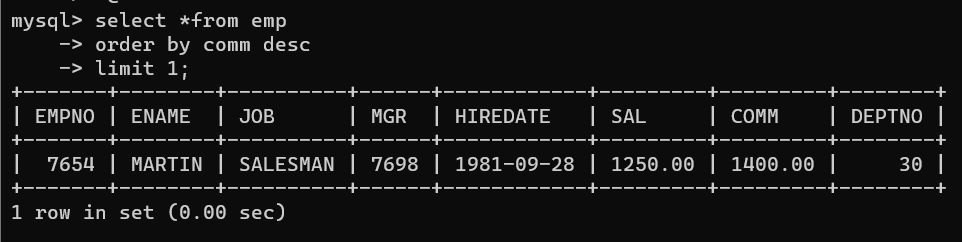 mysql> select *from emp
    -> order by comm desc
    -> limit 1;
+-------+--------+----------+------+------------+---------+---------+--------+
| EMPNO | ENAME  | JOB      | MGR  | HIREDATE   | SAL     | COMM    | DEPTNO |
+-------+--------+----------+------+------------+---------+---------+--------+
|  7654 | MARTIN | SALESMAN | 7698 | 1981-09-28 | 1250.00 | 1400.00 |     30 |
+-------+--------+----------+------+------------+---------+---------+--------+
1 row in set (0.00 sec)